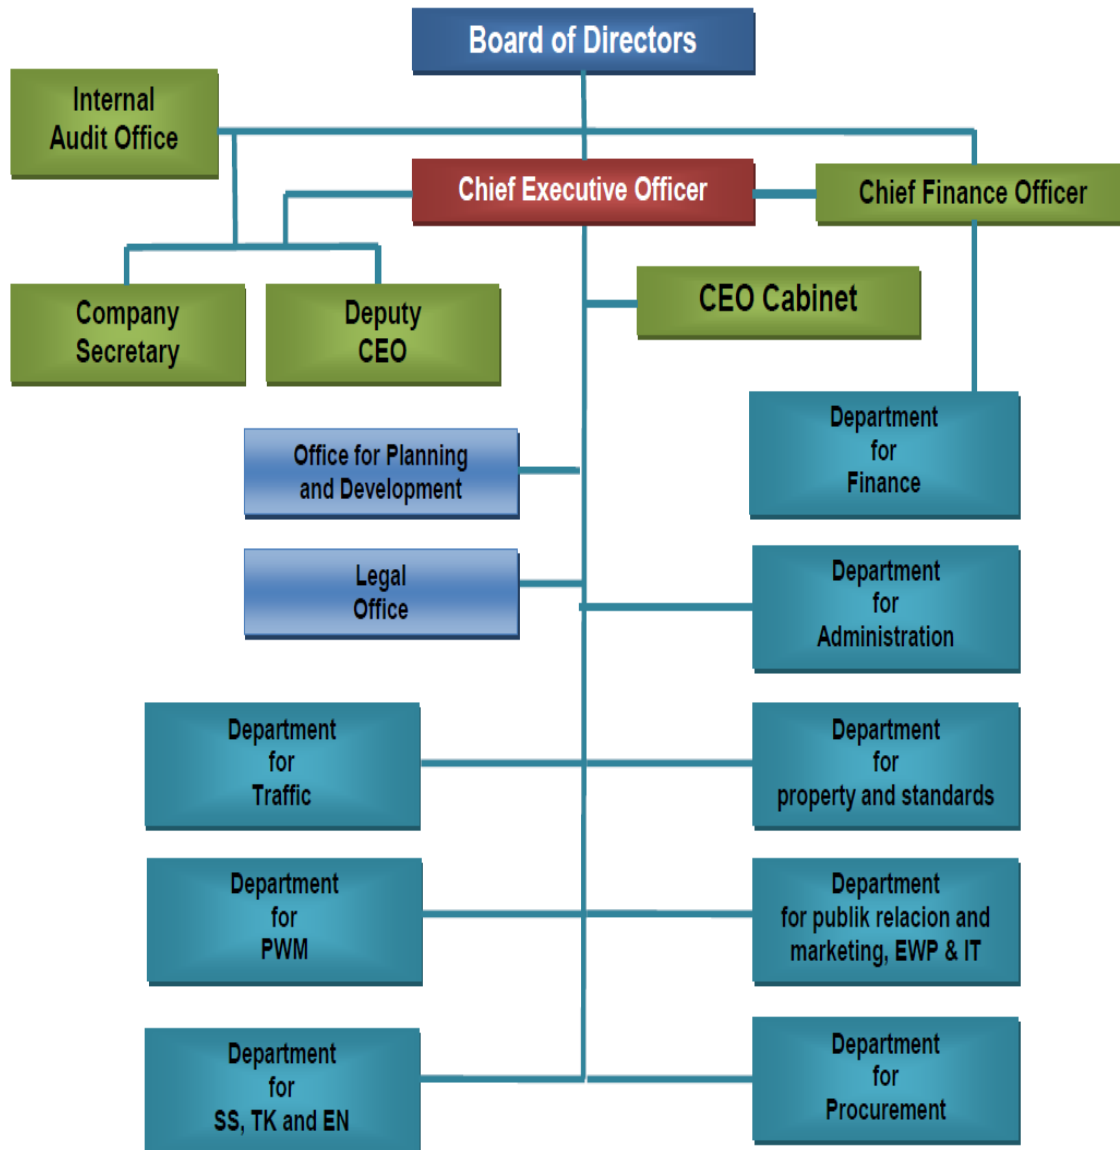 Board of Directors
Internal
Audit Office
Chief Executive Officer
Chief Finance Officer
Company
Secretary
Deputy
CEO
CEO Cabinet
Office for Planning
and Development
Department
for
Finance
Legal
Office
Department
for
Administration
Department
for
Traffic
Department
for
property and standards
Department
for
PWM
Department
for publik relacion and
marketing, EWP & IT
Department
for
SS, TK and EN
Department
for
Procurement